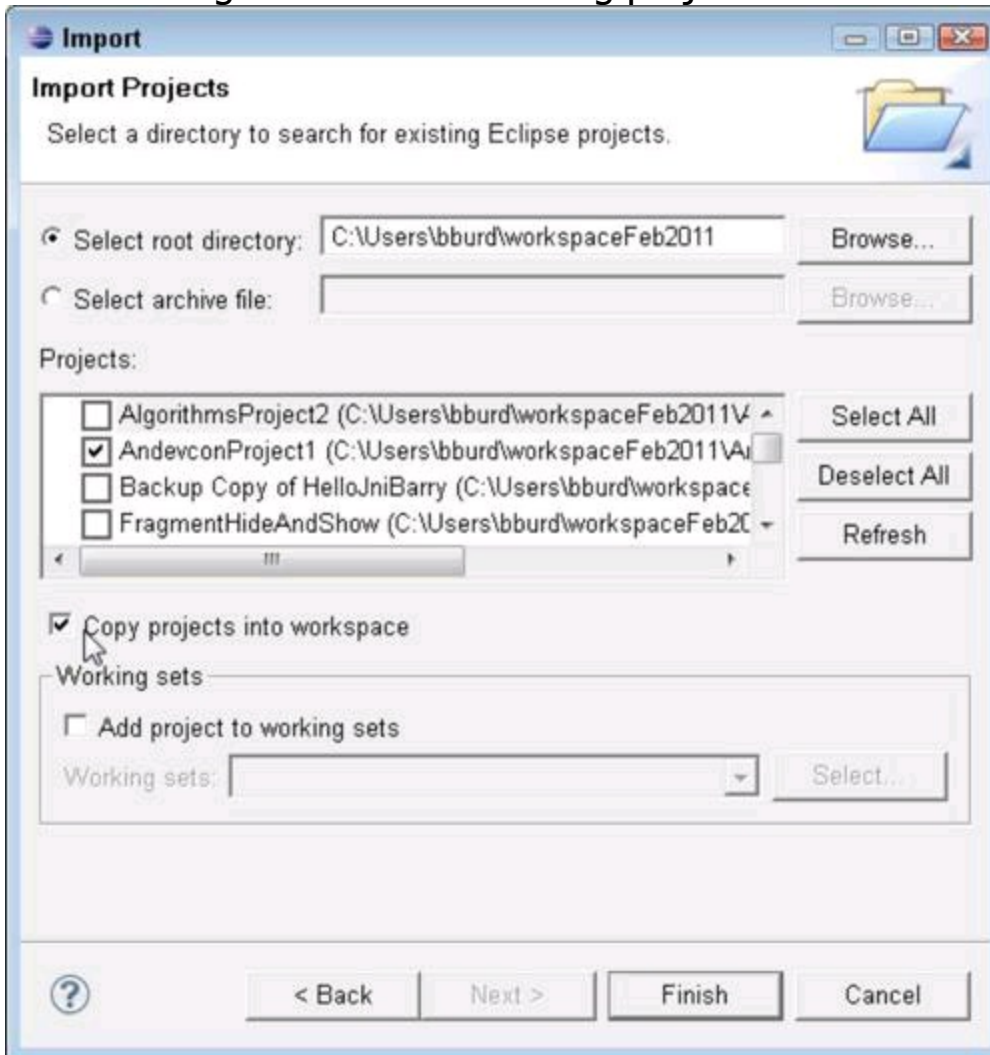 Import
Import Projects
Select a directory to search for existing Eclipse projects.
Select root directory: C:\Users\bburd\workspaceFeb2011 Browse...
Select archive file: Browse...
Projects:
AlgorithmsProject2 (C:\Users\bburd\workspaceFeb2011\A Select All
AndevconProject1 (C:\Users\bburd\workspaceFeb2011\An
Backup Copy of HelloJniBarry (C:\Users\bburd\workspace Deselect All
FragmentHideAndShow (C:\Users\bburd\workspaceFeb20 Refresh
Copy projects into workspace
Working sets
Add project to working sets
Working sets: Select...
? < Back Next > Finish Cancel